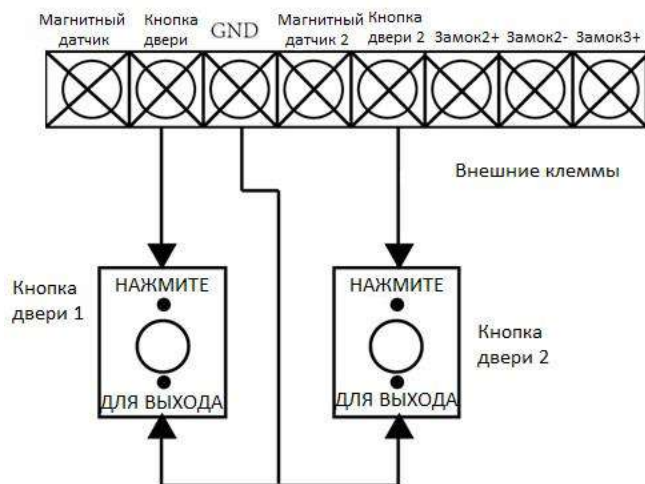 Магнитный
датчик
Кнопка
двери
GND
Магнитный
датчик 2
Кнопка
двери 2
Замок2+
Замок2-
Замок3+
Внешние клеммы
Кнопка
двери 1
НАЖМИТЕ
ДЛЯ ВЫХОДА
НАЖМИТЕ
ДЛЯ ВЫХОДА
Кнопка
двери 2